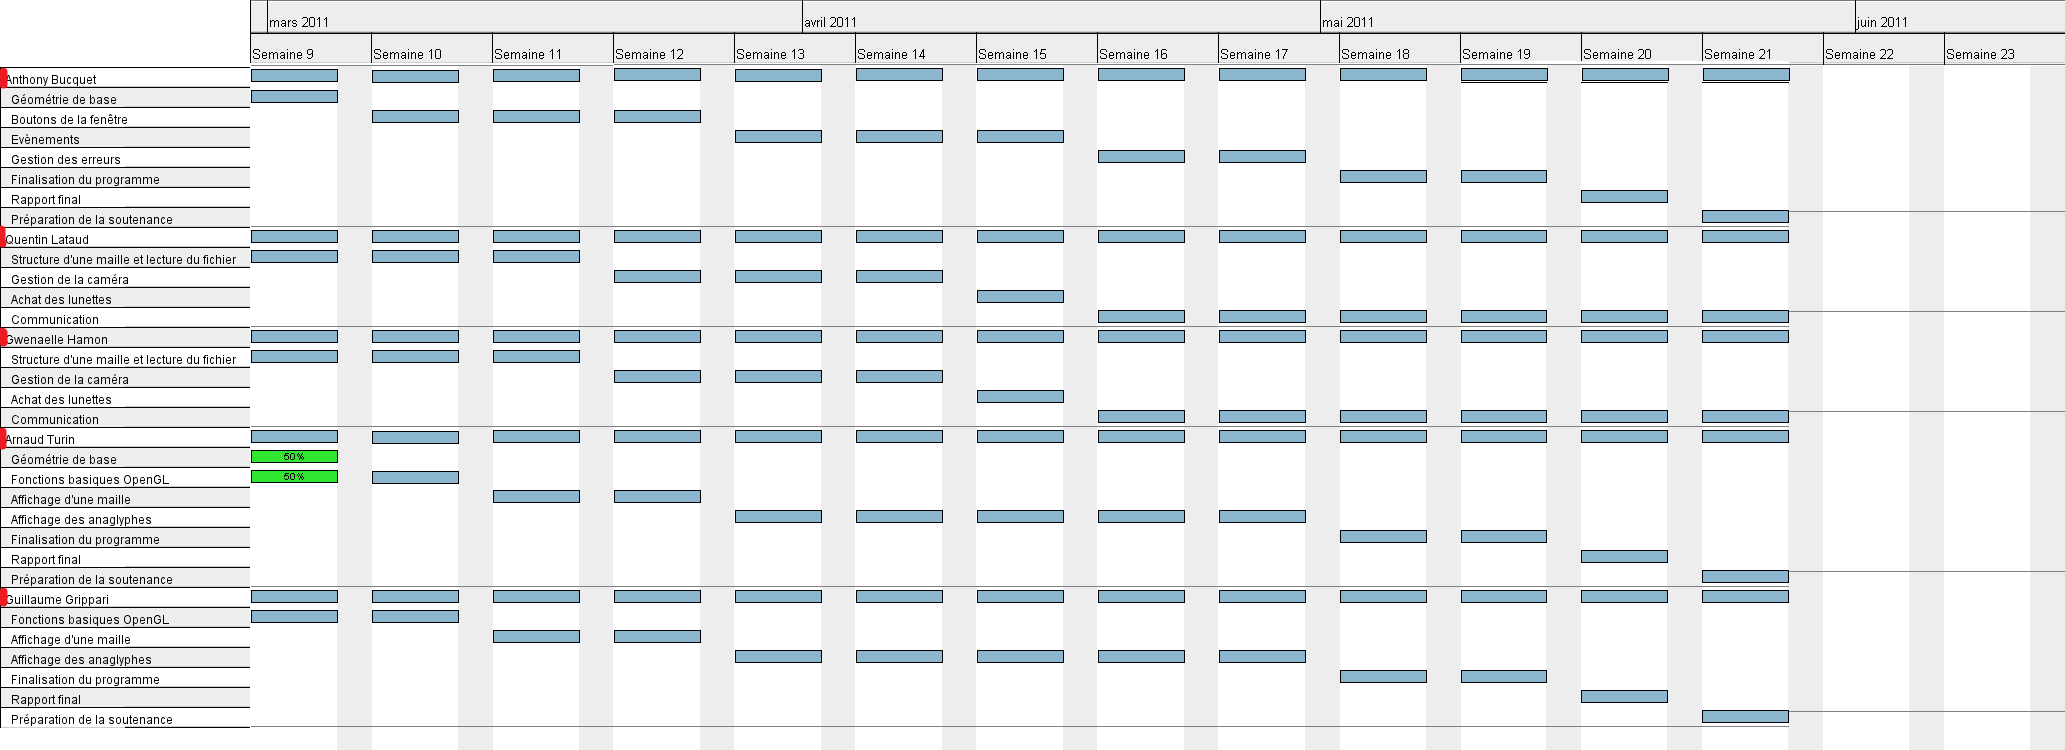 mars 2011 avril 2011 mai 2011 juin 2011
Semaine 9 Semaine 10 Semaine 11 Semaine 12 Semaine 13 Semaine 14 Semaine 15 Semaine 16 Semaine 17 Semaine 18 Semaine 19 Semaine 20 Semaine 21 Semaine 22 Semaine 23
Anthony Bucquet
Géométrie de base
Boutons de la fenêtre
Evènements
Gestion des erreurs
Finalisation du programme
Rapport final
Préparation de la soutenance
Quentin Lataud
Structure d'une maille et lecture du fichier
Gestion de la caméra
Achat des lunettes
Communication
Gwenaelle Hamon
Structure d'une maille et lecture du fichier
Gestion de la caméra
Achat des lunettes
Communication
Arnaud Turin
Géométrie de base 50%
Fonctions basiques OpenGL 50%
Affichage d'une maille
Affichage des anaglyphes
Finalisation du programme
Rapport final
Préparation de la soutenance
Guillaume Grippari
Fonctions basiques OpenGL
Affichage d'une maille
Affichage des anaglyphes
Finalisation du programme
Rapport final
Préparation de la soutenance